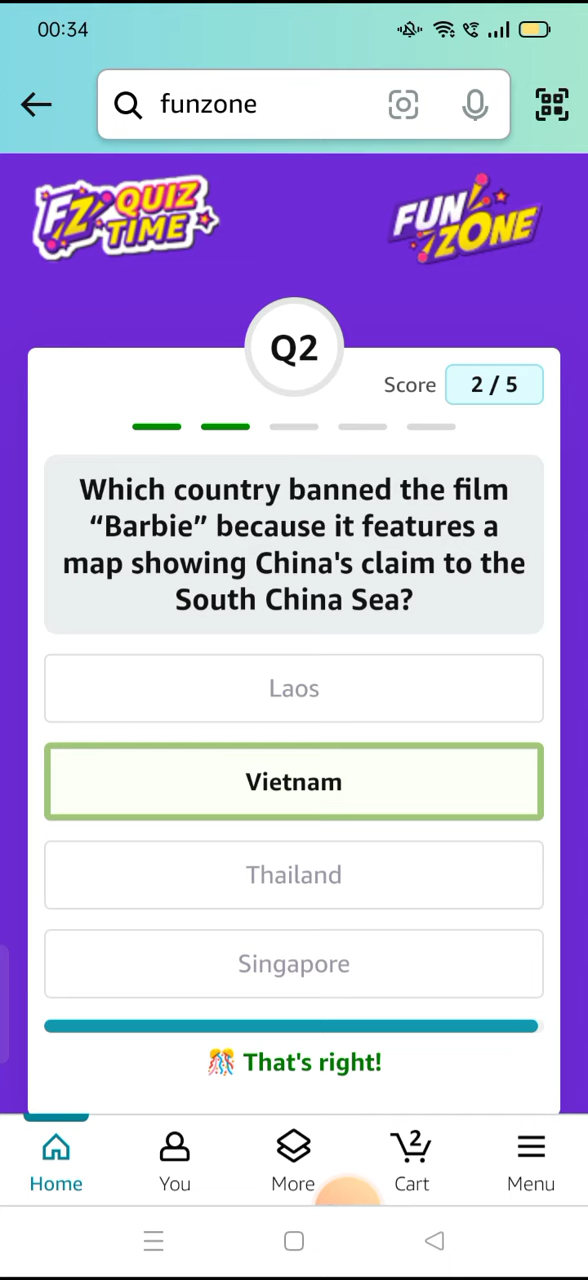 00:34
funzone
FZ QUIZ TIME
FUN ZONE
Q2
Score 2 / 5
Which country banned the film
“Barbie” because it features a
map showing China's claim to the
South China Sea?
Laos
Vietnam
Thailand
Singapore
That's right!
2
Home You More Cart Menu